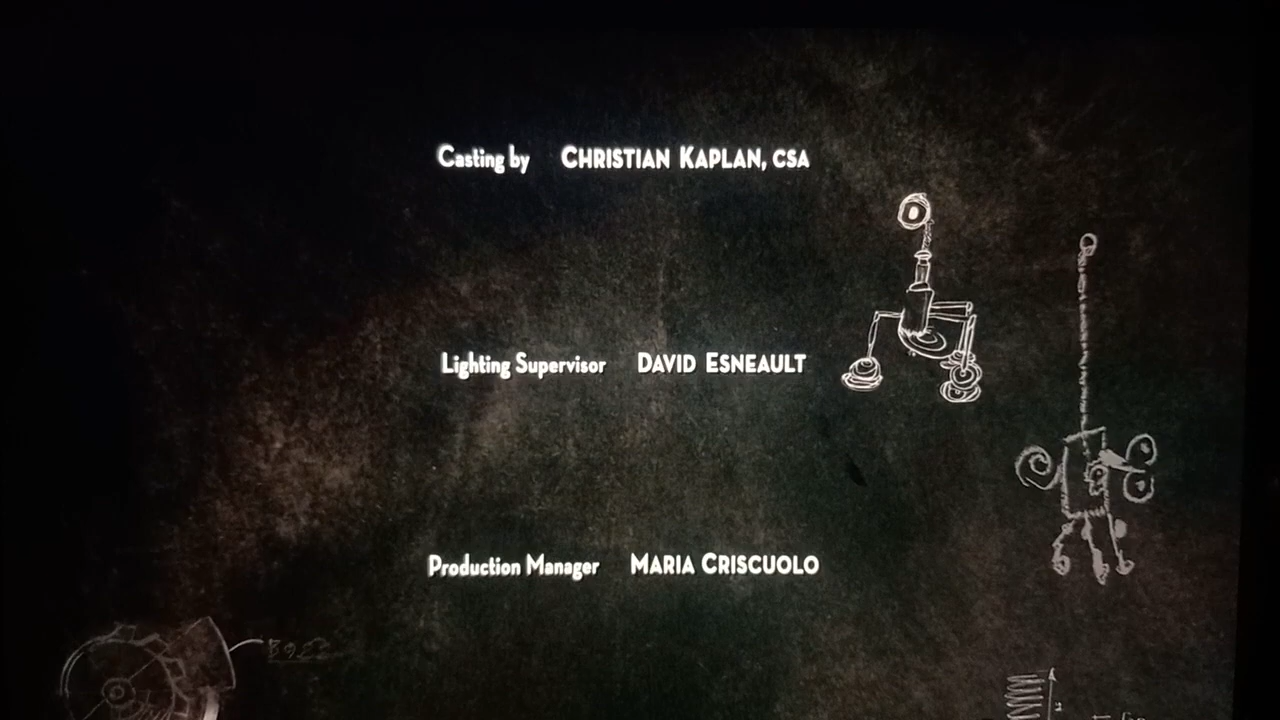 Casting by CHRISTIAN KAPLAN, CSA
Lighting Supervisor DAVID ESNEAULT
Production Manager MARIA CRISCUOLO